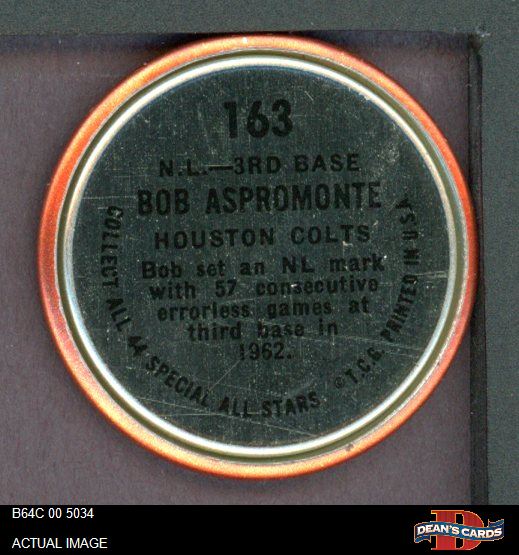 163
N.L.—3RD BASE
BOB ASPROMONTE
HOUSTON COLTS
Bob set an NL mark
with 57 consecutive
errorless games at
third base in
1962.
COLLECT ALL 44 SPECIAL ALL STARS. ©T.C.G. PRINTED IN USA
B64C 00 5034
ACTUAL IMAGE
D
DEAN'S CARDS